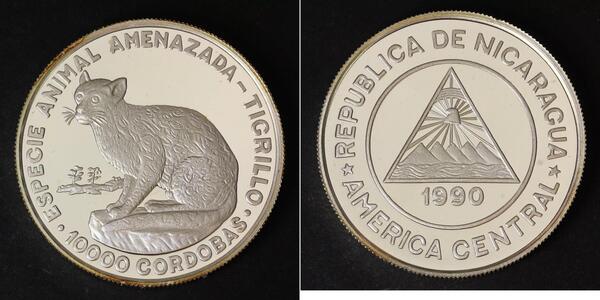 ESPECIE ANIMAL AMENAZADA - TIGRILLO.
· 10000 CORDOBAS ·
★ REPUBLICA DE NICARAGUA ★
1990
AMERICA CENTRAL